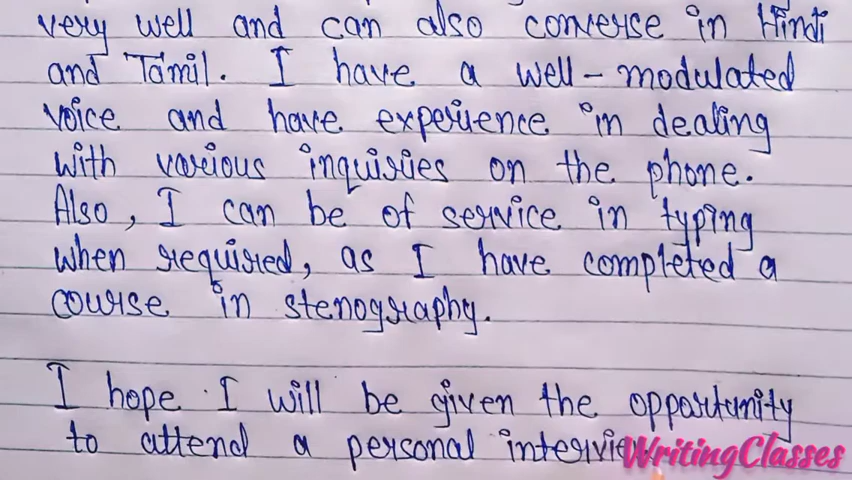 very well and can also converse in Hindi
and Tamil. I have a well-modulated
voice and have experience in dealing
with various inquiries on the phone.
Also, I can be of service in typing
when required, as I have completed a
course in stenography.
I hope I will be given the opportunity
to attend a personal interview
WritingClasses